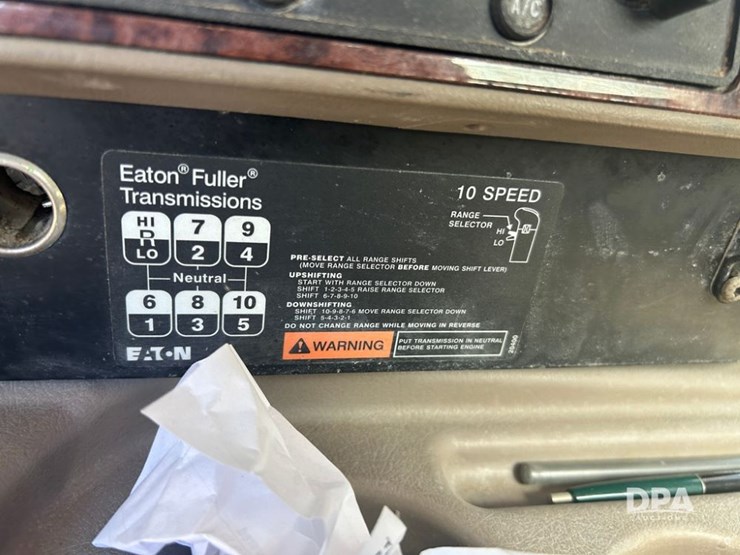 A/C
Eaton® Fuller®
Transmissions
10 SPEED
HI
R
LO
7
2
9
4
RANGE
SELECTOR
HI
LO
Neutral
PRE-SELECT ALL RANGE SHIFTS
(MOVE RANGE SELECTOR BEFORE MOVING SHIFT LEVER)
UPSHIFTING
START WITH RANGE SELECTOR DOWN
SHIFT 1-2-3-4-5 RAISE RANGE SELECTOR
SHIFT 6-7-8-9-10
DOWNSHIFTING
SHIFT 10-9-8-7-6 MOVE RANGE SELECTOR DOWN
SHIFT 5-4-3-2-1
DO NOT CHANGE RANGE WHILE MOVING IN REVERSE
6
1
8
3
10
5
EATON
WARNING
PUT TRANSMISSION IN NEUTRAL
BEFORE STARTING ENGINE
DPA
AUCTIONS